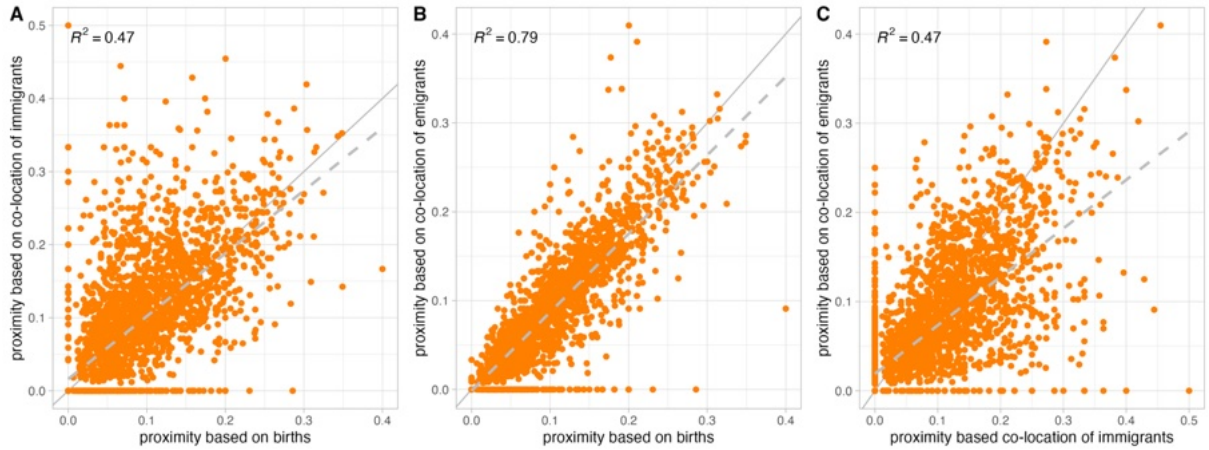 A
R² = 0.47
proximity based on co-location of immigrants
0.5
0.4
0.3
0.2
0.1
0.0
0.0 0.1 0.2 0.3 0.4
proximity based on births
B
R² = 0.79
proximity based on co-location of emigrants
0.4
0.3
0.2
0.1
0.0
0.0 0.1 0.2 0.3 0.4
proximity based on births
C
R² = 0.47
proximity based on co-location of emigrants
0.4
0.3
0.2
0.1
0.0
0.0 0.1 0.2 0.3 0.4 0.5
proximity based co-location of immigrants